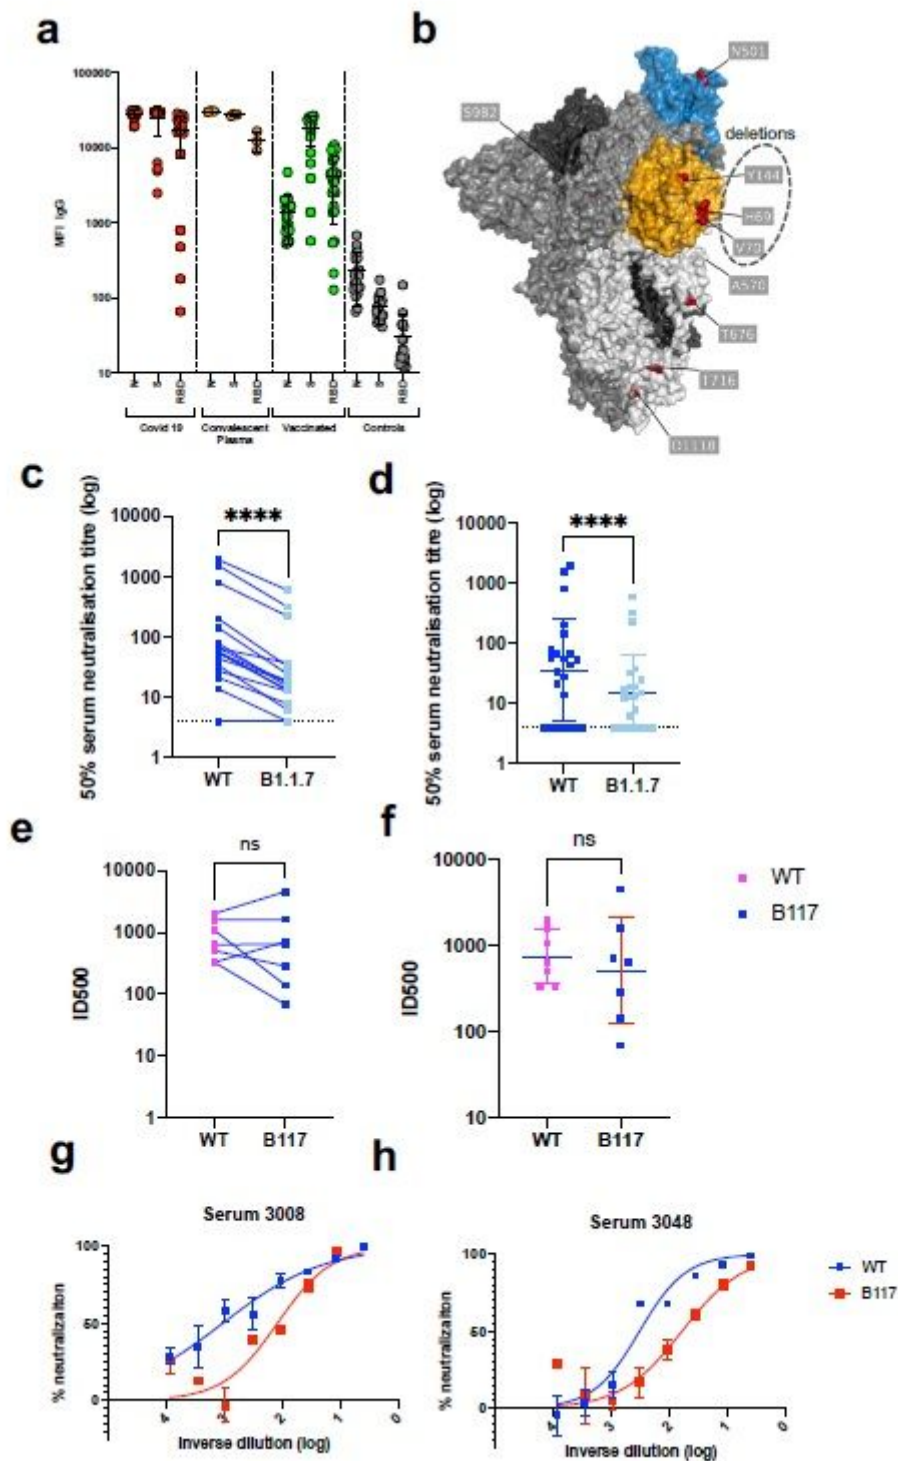 a
MFI IgG
100000
10000
1000
100
10
N
S
RBD
N
S
RBD
N
S
RBD
N
S
RBD
Covid 19
Convalescent
Plasma
Vaccinated
Controls
b
N501
S982
deletions
Y144
H69
V70
A570
T676
T716
D1118
c
50% serum neutralisation titre (log)
10000
1000
100
10
1
****
WT
B1.1.7
d
50% serum neutralisation titre (log)
10000
1000
100
10
1
****
WT
B1.1.7
e
ns
ID500
10000
1000
100
10
1
WT
B117
f
ns
ID500
10000
1000
100
10
WT
B117
WT
B117
g
Serum 3008
% neutralizaiton
100
50
0
4
3
2
1
0
Inverse dilution (log)
h
Serum 3048
% neutralizaiton
100
50
0
4
3
2
1
0
Inverse dilution (log)
WT
B117